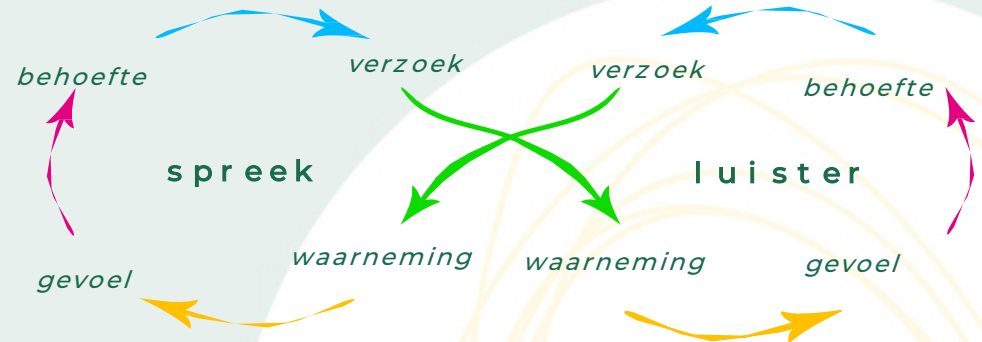 behoefte
verzoek
spreek
waarneming
gevoel
verzoek
behoefte
luister
waarneming
gevoel